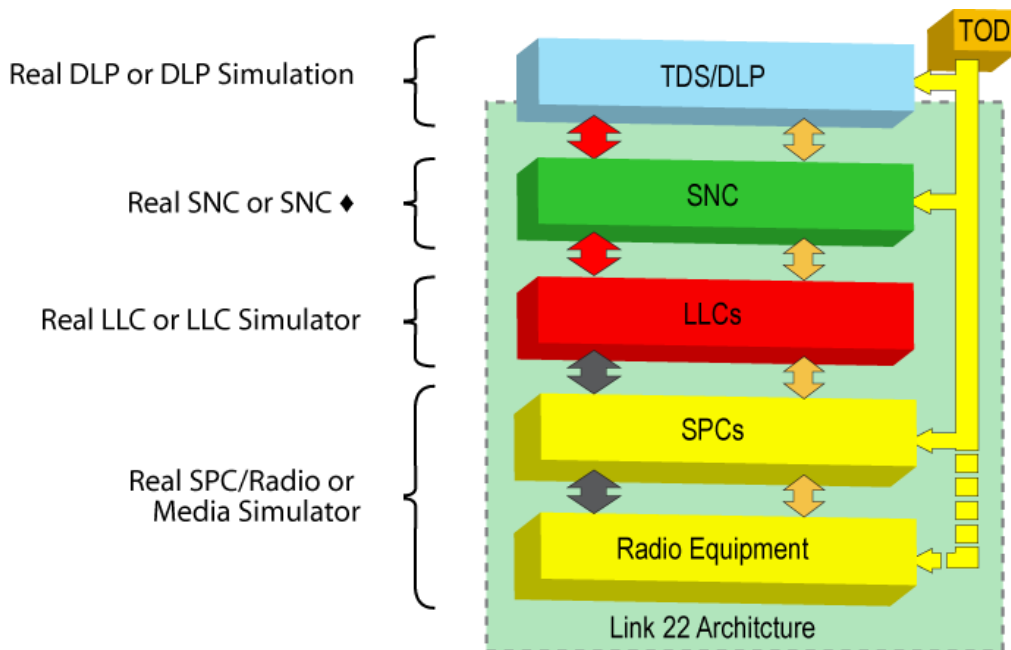 TOD
Real DLP or DLP Simulation
TDS/DLP
Real SNC or SNC ♦
SNC
Real LLC or LLC Simulator
LLCs
SPCs
Real SPC/Radio or
Media Simulator
Radio Equipment
Link 22 Architcture